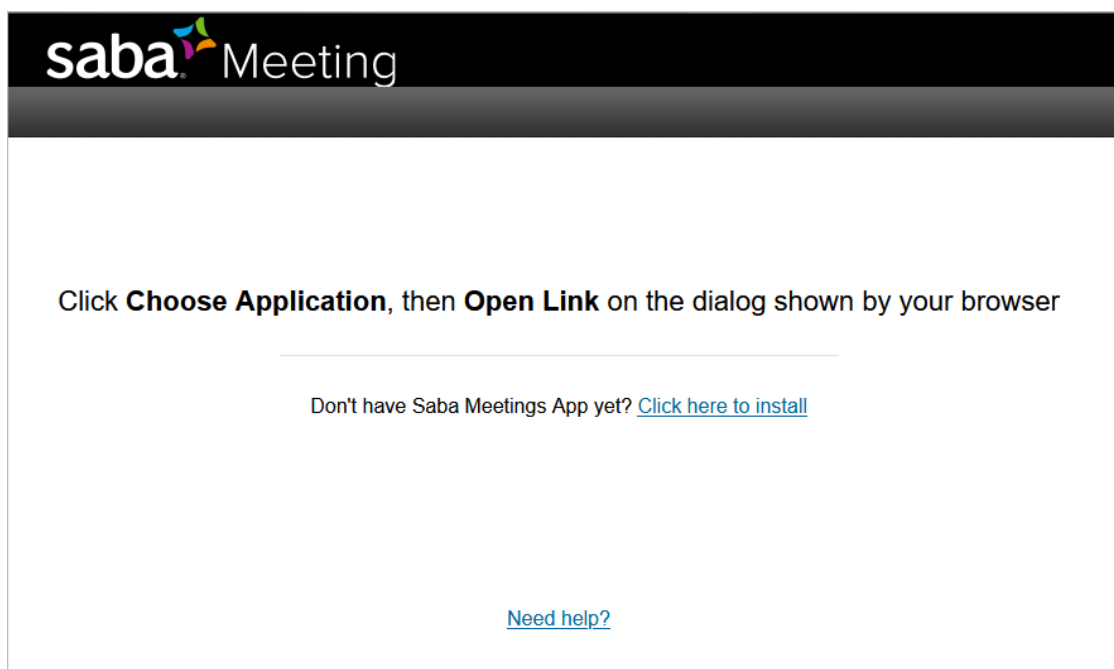 saba® Meeting
Click Choose Application, then Open Link on the dialog shown by your browser
Don't have Saba Meetings App yet? Click here to install
Need help?